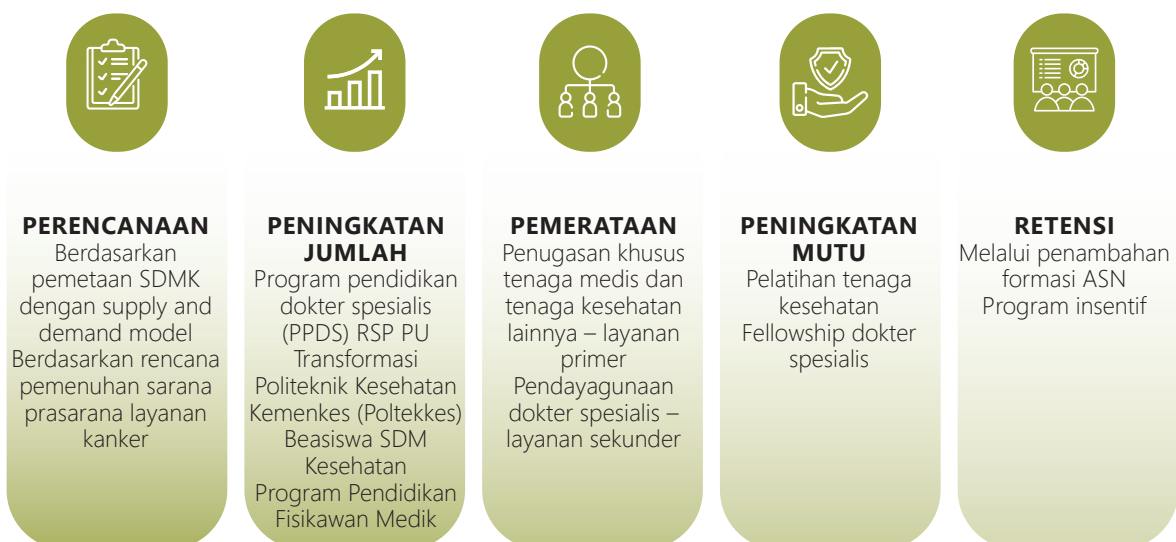 PERENCANAAN
Berdasarkan
pemetaan SDMK
dengan supply and
demand model
Berdasarkan rencana
pemenuhan sarana
prasarana layanan
kanker
PENINGKATAN
JUMLAH
Program pendidikan
dokter spesialis
(PPDS) RSP PU
Transformasi
Politeknik Kesehatan
Kemenkes (Poltekkes)
Beasiswa SDM
Kesehatan
Program Pendidikan
Fisikawan Medik
PEMERATAAN
Penugasan khusus
tenaga medis dan
tenaga kesehatan
lainnya – layanan
primer
Pendayagunaan
dokter spesialis –
layanan sekunder
PENINGKATAN
MUTU
Pelatihan tenaga
kesehatan
Fellowship dokter
spesialis
RETENSI
Melalui penambahan
formasi ASN
Program insentif